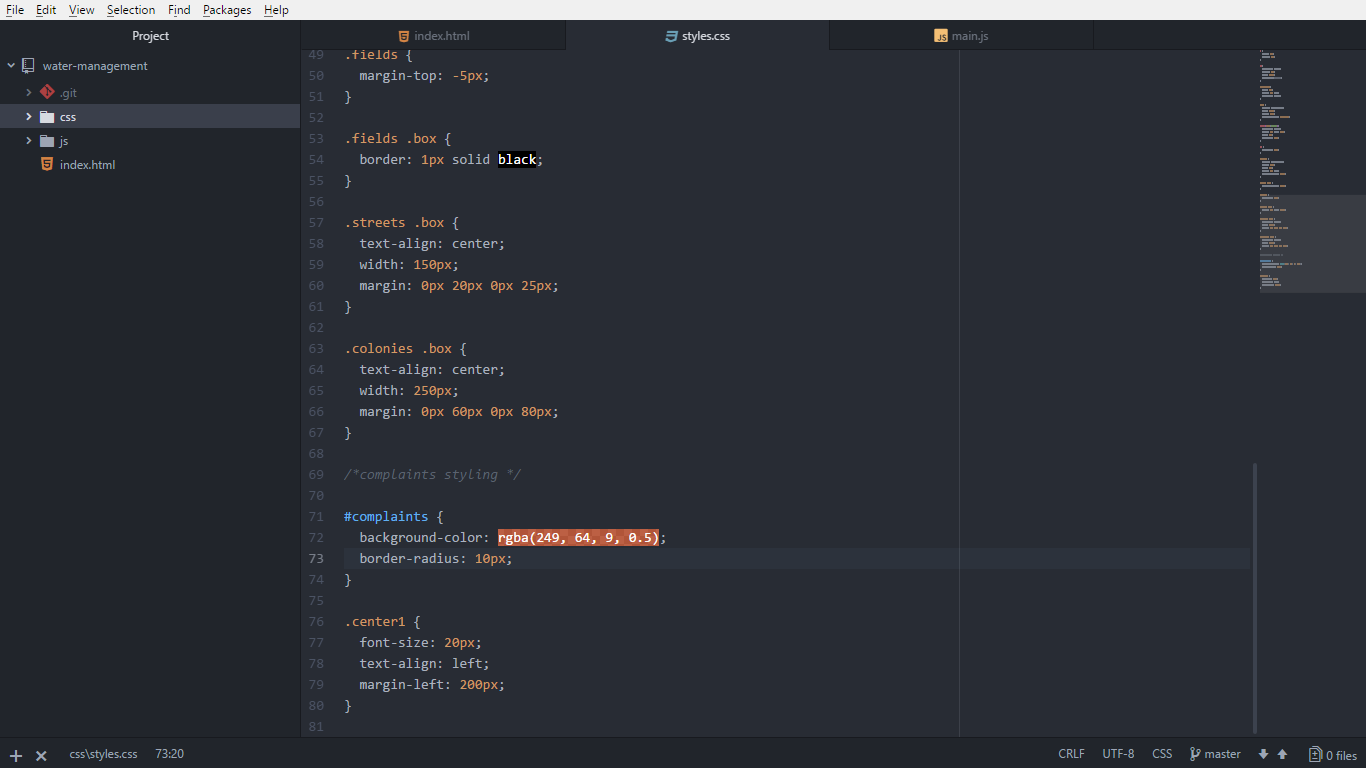 File Edit View Selection Find Packages Help
Project
index.html
styles.css
main.js
water-management
.git
css
js
index.html
49 .fields {
50   margin-top: -5px;
51 }
52
53 .fields .box {
54   border: 1px solid black;
55 }
56
57 .streets .box {
58   text-align: center;
59   width: 150px;
60   margin: 0px 20px 0px 25px;
61 }
62
63 .colonies .box {
64   text-align: center;
65   width: 250px;
66   margin: 0px 60px 0px 80px;
67 }
68
69 /*complaints styling */
70
71 #complaints {
72   background-color: rgba(249, 64, 9, 0.5);
73   border-radius: 10px;
74 }
75
76 .center1 {
77   font-size: 20px;
78   text-align: left;
79   margin-left: 200px;
80 }
81
css\styles.css 73:20 CRLF UTF-8 CSS master 0 files